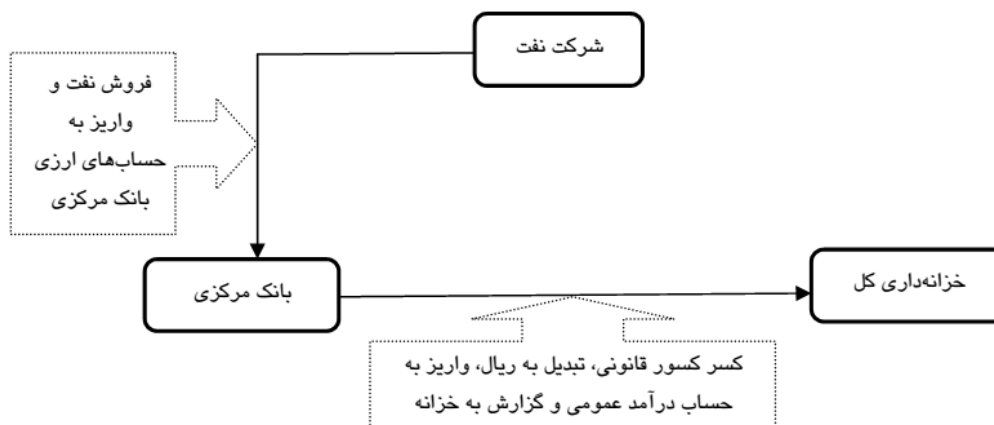 شرکت نفت
فروش نفت و
واریز به
حساب‌های ارزی
بانک مرکزی
بانک مرکزی
خزانه‌داری کل
کسر کسور قانونی، تبدیل به ریال، واریز به
حساب درآمد عمومی و گزارش به خزانه